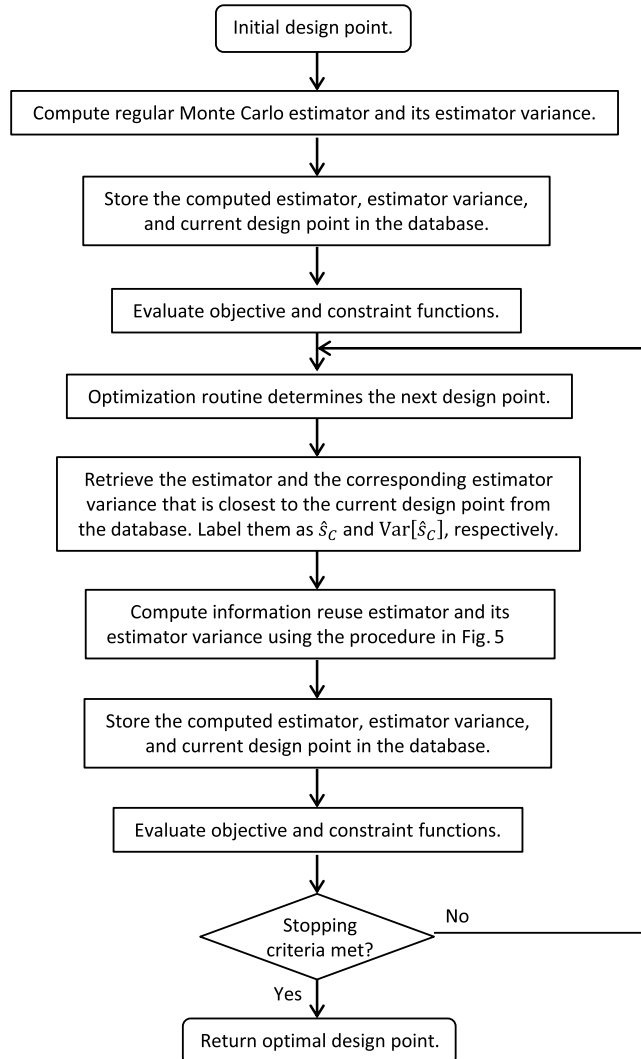 Initial design point.
Compute regular Monte Carlo estimator and its estimator variance.
Store the computed estimator, estimator variance,
and current design point in the database.
Evaluate objective and constraint functions.
Optimization routine determines the next design point.
Retrieve the estimator and the corresponding estimator
variance that is closest to the current design point from
the database. Label them as ŝ_C and Var[ŝ_C], respectively.
Compute information reuse estimator and its
estimator variance using the procedure in Fig. 5
Store the computed estimator, estimator variance,
and current design point in the database.
Evaluate objective and constraint functions.
Stopping
criteria met?
No
Yes
Return optimal design point.